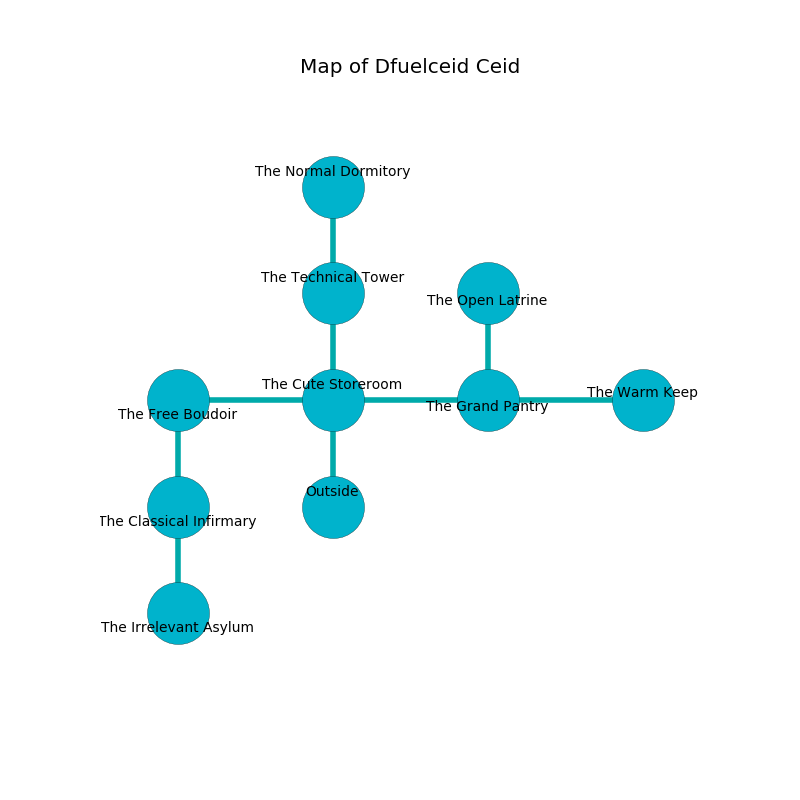 Map of Dfuelceid Ceid
The Normal Dormitory
The Technical Tower
The Open Latrine
The Cute Storeroom
The Warm Keep
The Grand Pantry
The Free Boudoir
Outside
The Classical Infirmary
The Irrelevant Asylum